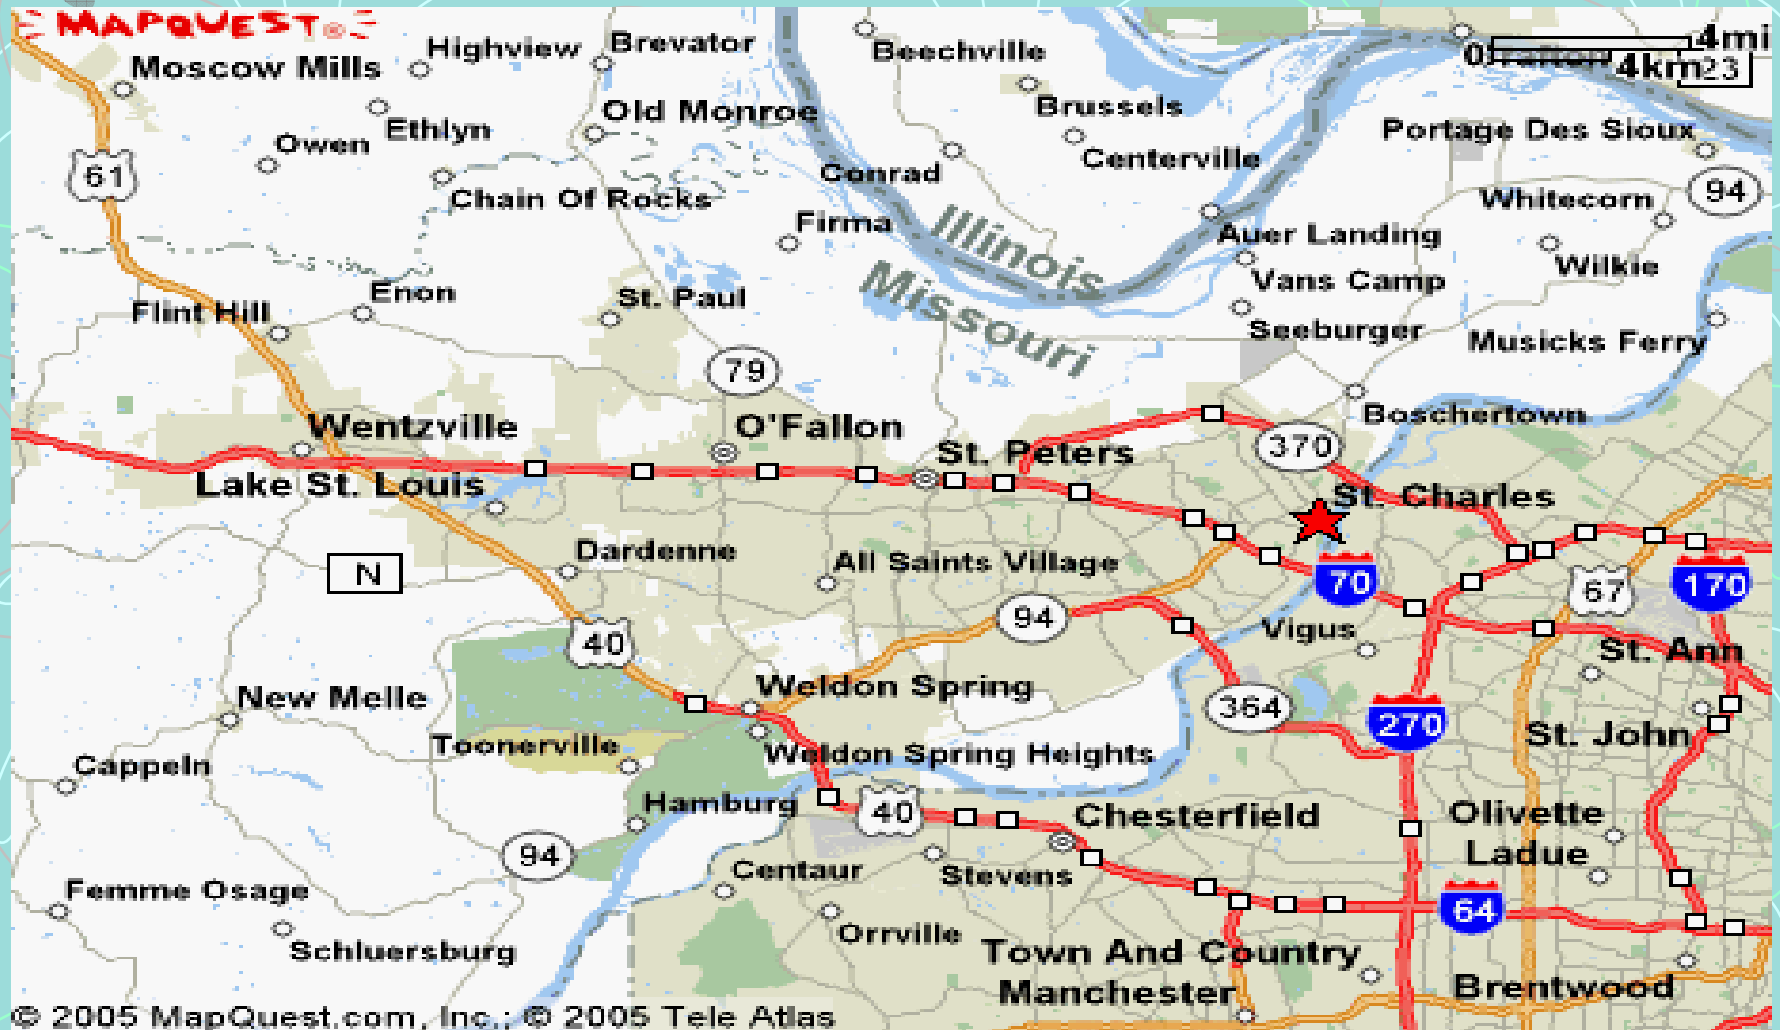 MAPQUEST®
Highview
Brevator
Beechville
4mi
Moscow Mills
0
Grafton
4km
23
Old Monroe
Brussels
Ethlyn
Portage Des Sioux
Owen
Centerville
61
Conrad
Chain Of Rocks
Whitecorn
94
Firma
Illinois
Auer Landing
Wilkie
Vans Camp
Missouri
Enon
St. Paul
Flint Hill
Seeburger
Musicks Ferry
79
Boschertown
Wentzville
O'Fallon
370
St. Peters
Lake St. Louis
St. Charles
Dardenne
All Saints Village
N
70
67
170
94
Vigus
40
St. Ann
Weldon Spring
New Melle
364
270
St. John
Toonerville
Weldon Spring Heights
Cappeln
Hamburg
40
Chesterfield
Olivette
94
Ladue
Centaur
Stevens
Femme Osage
64
Orrville
Schluersburg
Town And Country
Manchester
Brentwood
© 2005 MapQuest.com, Inc.; © 2005 Tele Atlas